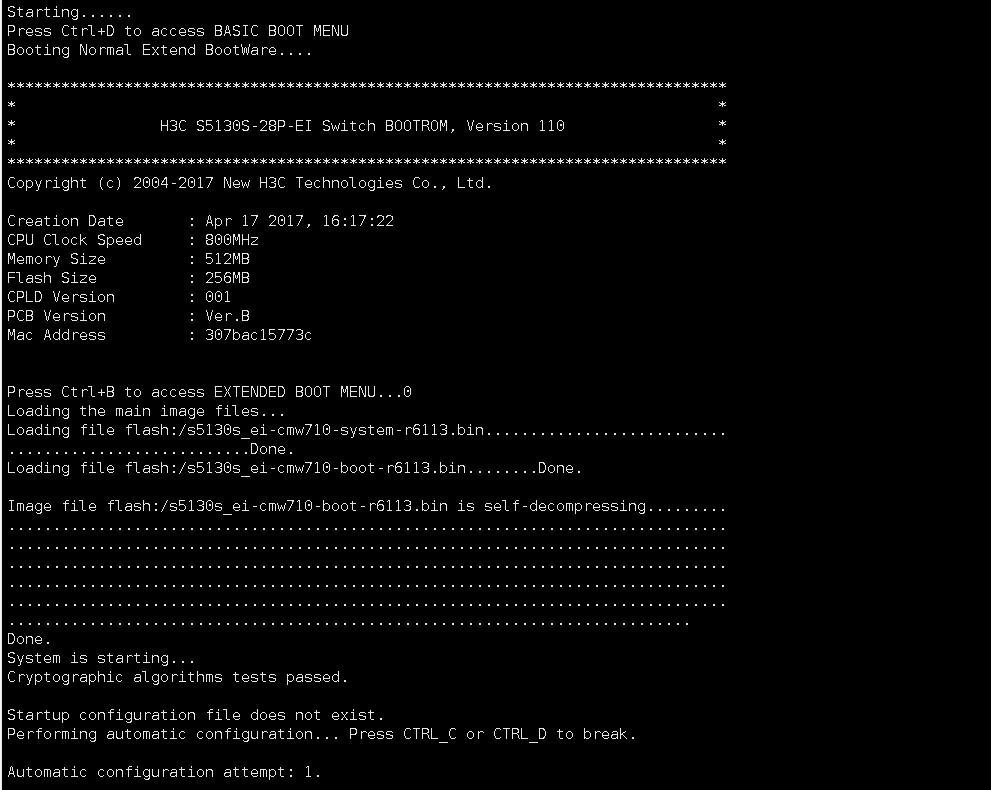 Starting......
Press Ctrl+D to access BASIC BOOT MENU
Booting Normal Extend BootWare....
********************************************************************************
*                                                                              *
*                H3C S5130S-28P-EI Switch BOOTROM, Version 110                 *
*                                                                              *
********************************************************************************
Copyright (c) 2004-2017 New H3C Technologies Co., Ltd.
Creation Date       : Apr 17 2017, 16:17:22
CPU Clock Speed     : 800MHz
Memory Size         : 512MB
Flash Size          : 256MB
CPLD Version        : 001
PCB Version         : Ver.B
Mac Address         : 307bac15773c
Press Ctrl+B to access EXTENDED BOOT MENU...0
Loading the main image files...
Loading file flash:/s5130s_ei-cmw710-system-r6113.bin...........................
...........................Done.
Loading file flash:/s5130s_ei-cmw710-boot-r6113.bin........Done.
Image file flash:/s5130s_ei-cmw710-boot-r6113.bin is self-decompressing.........
................................................................................
................................................................................
................................................................................
................................................................................
................................................................................
............................................................................
Done.
System is starting...
Cryptographic algorithms tests passed.
Startup configuration file does not exist.
Performing automatic configuration... Press CTRL_C or CTRL_D to break.
Automatic configuration attempt: 1.